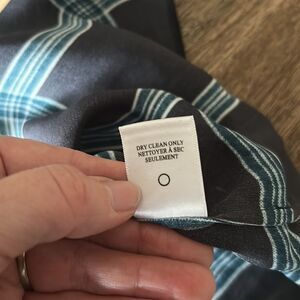 DRY CLEAN ONLY
NETTOYER À SEC
SEULEMENT